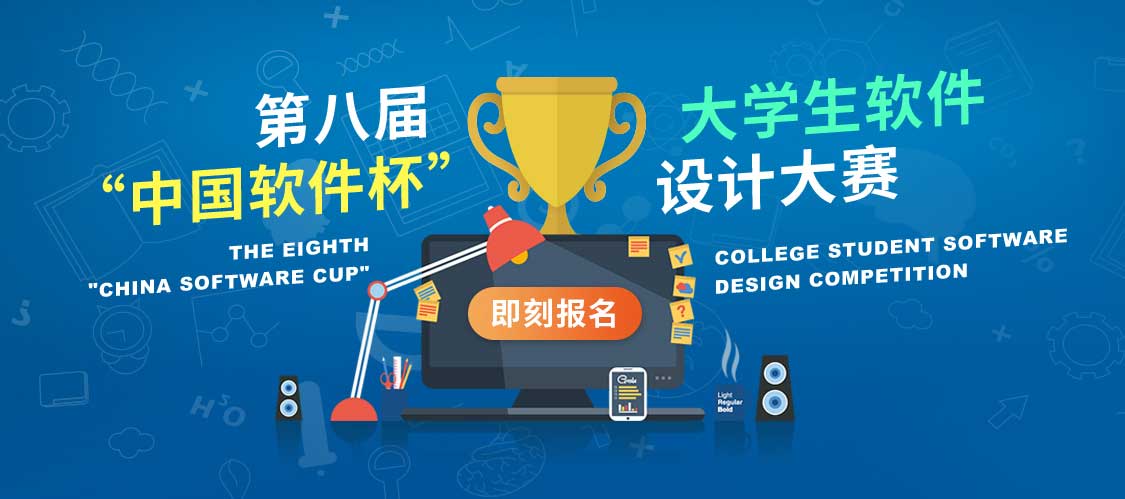 第八届
“中国软件杯”
THE EIGHTH
"CHINA SOFTWARE CUP"
大学生软件
设计大赛
COLLEGE STUDENT SOFTWARE
DESIGN COMPETITION
即刻报名
Light
Regular
Bold
H₂O